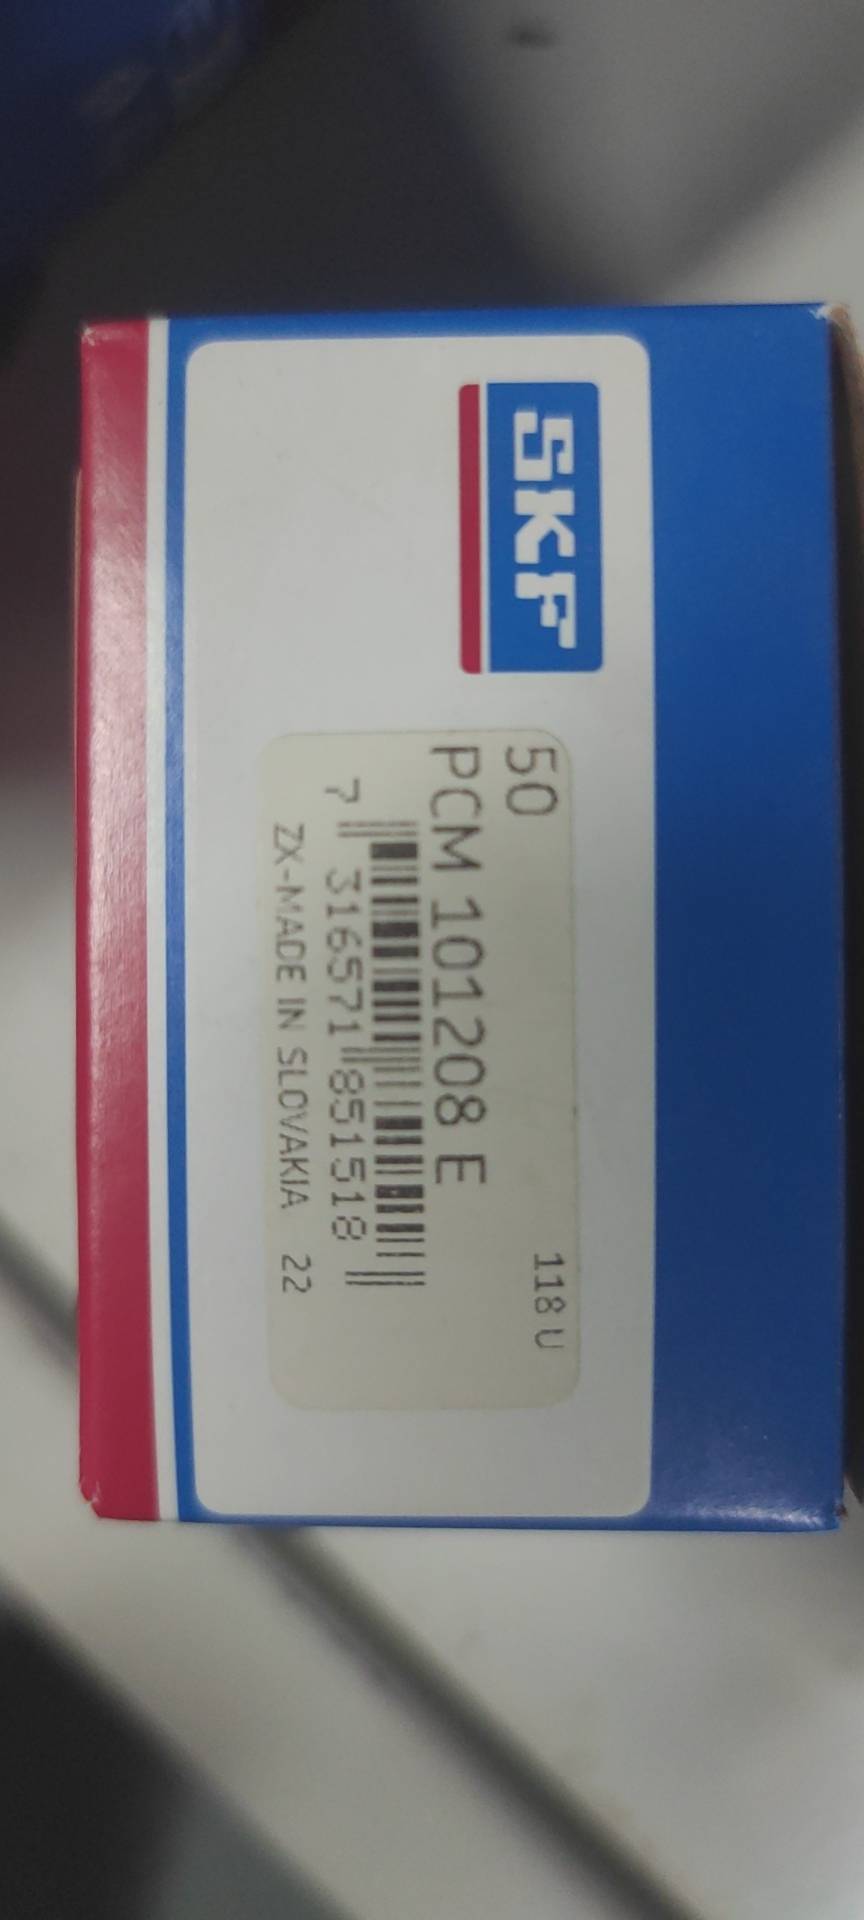 SKF
50
118 U
PCM 101208 E
7 316571 851518
ZX-MADE IN SLOVAKIA 22